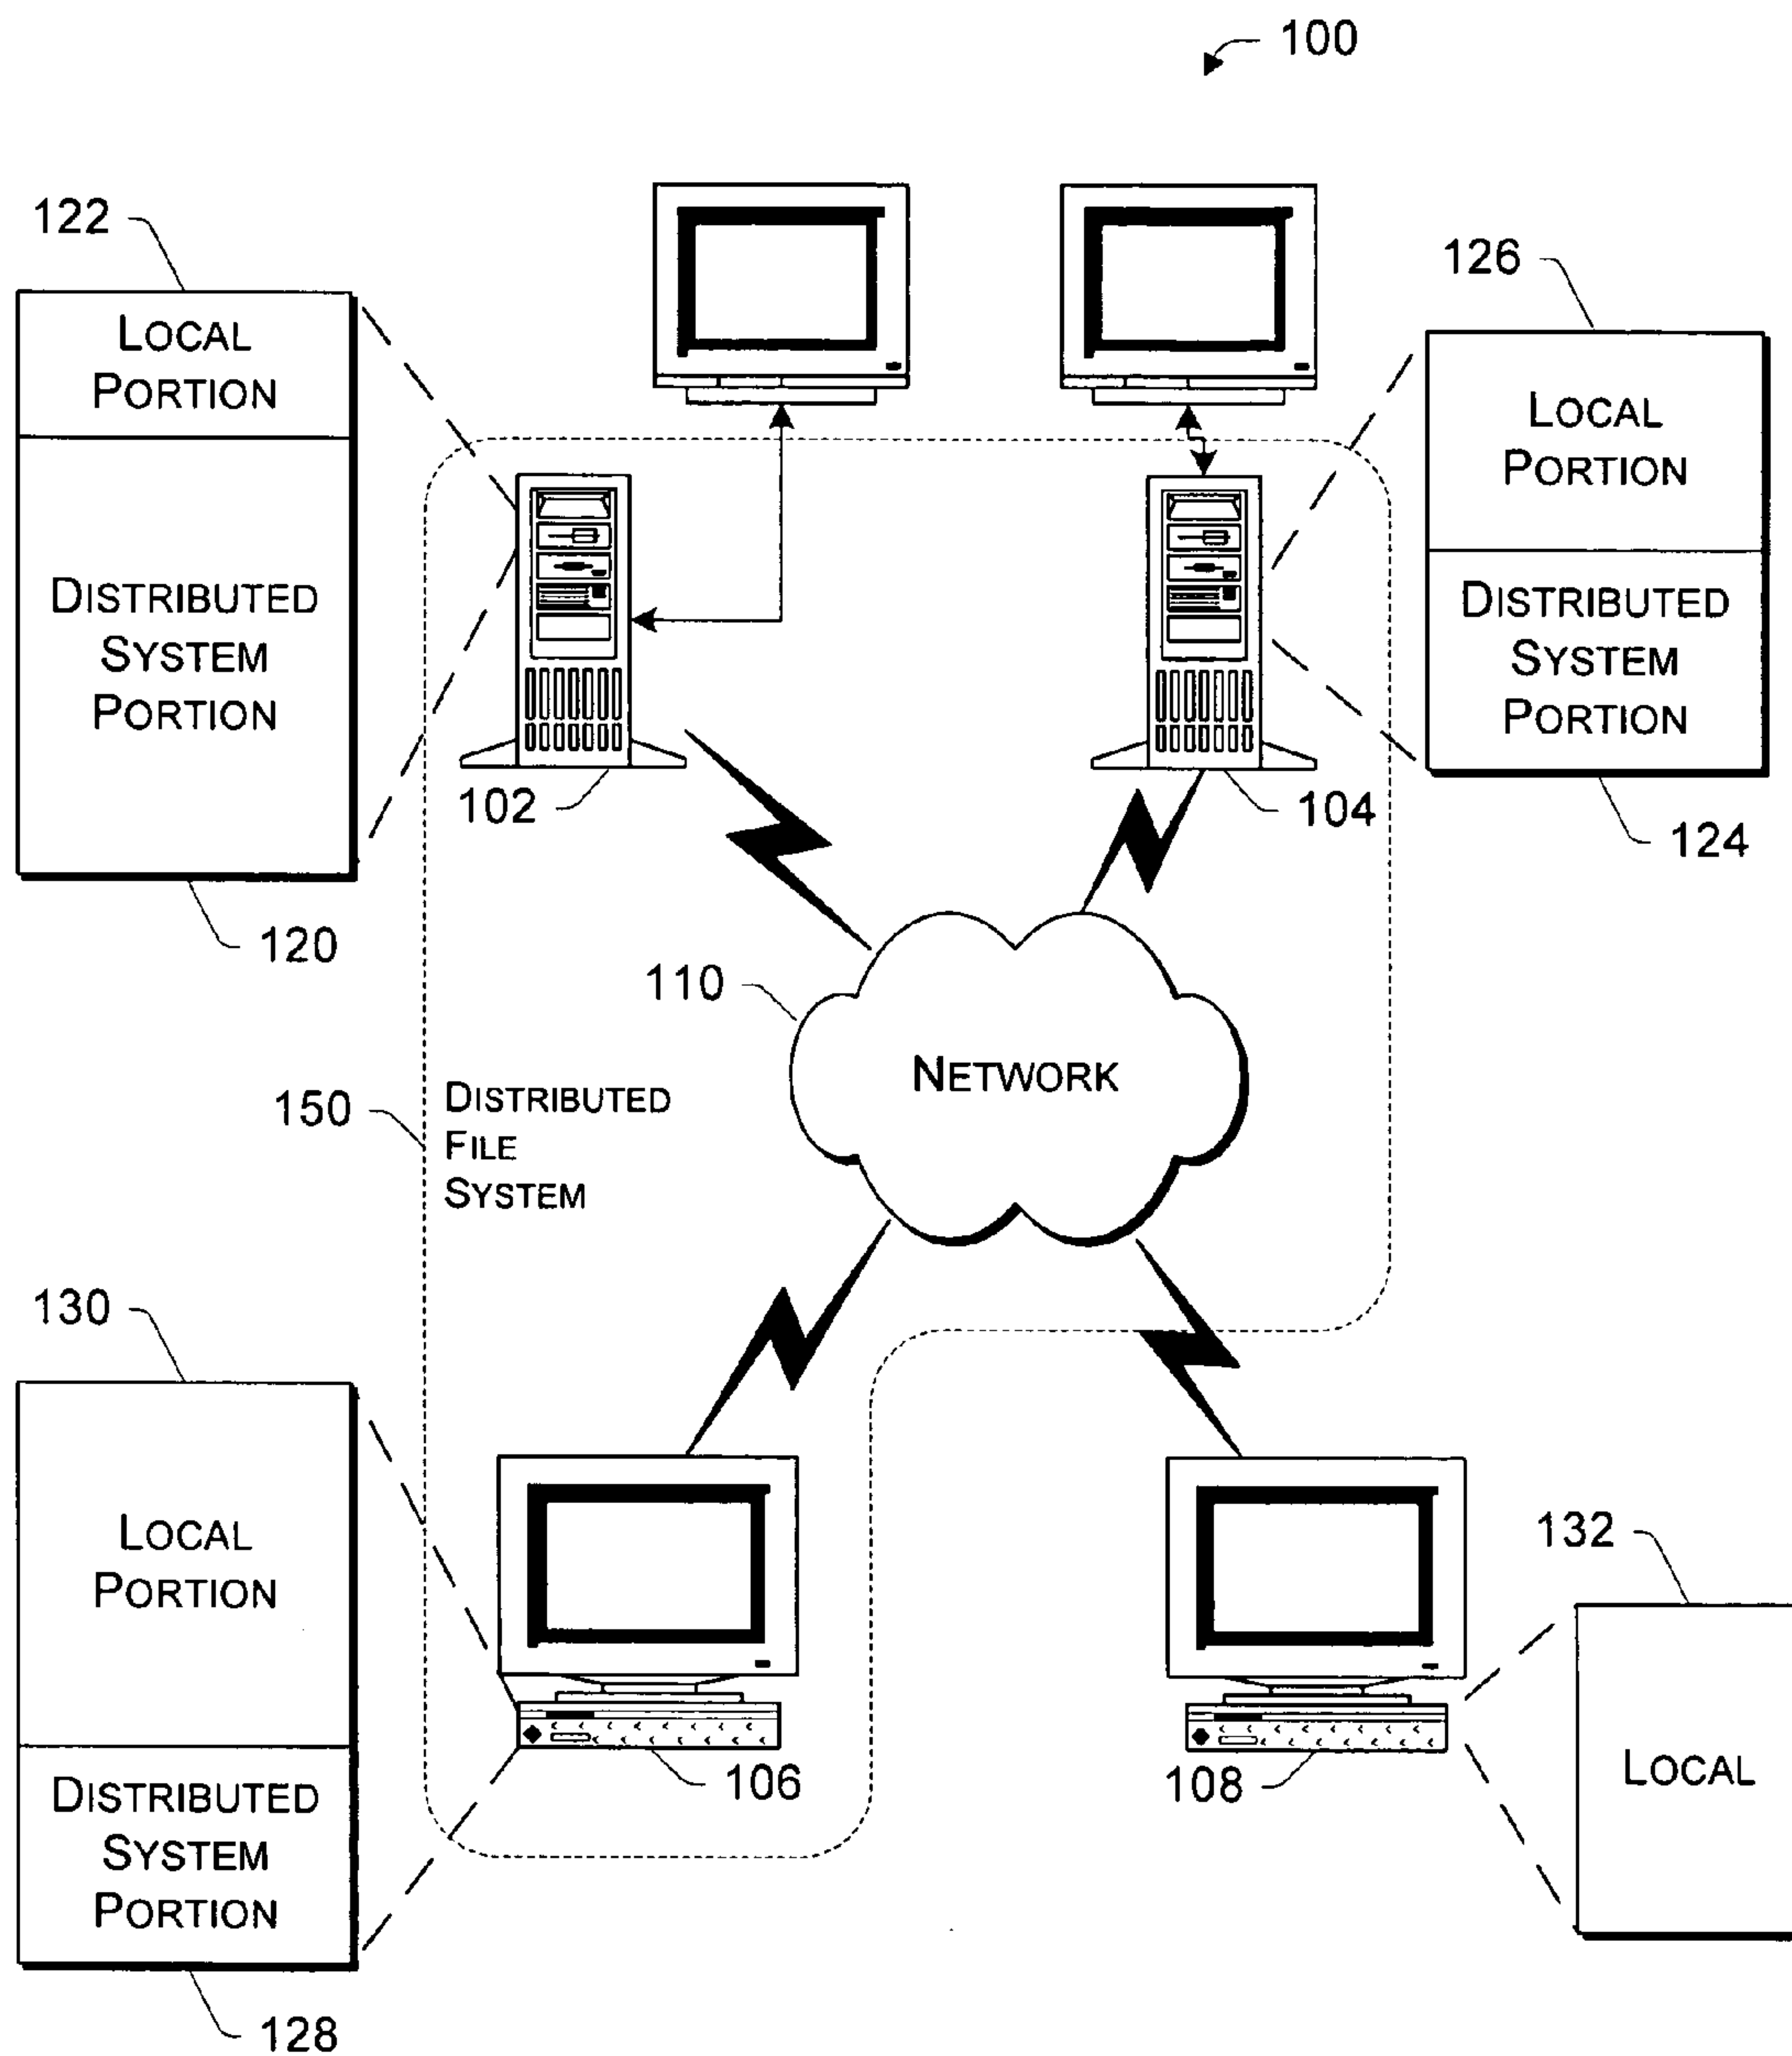 100
122
LOCAL
PORTION
DISTRIBUTED
SYSTEM
PORTION
120
126
LOCAL
PORTION
DISTRIBUTED
SYSTEM
PORTION
124
102
104
110
NETWORK
150
DISTRIBUTED
FILE
SYSTEM
130
LOCAL
PORTION
DISTRIBUTED
SYSTEM
PORTION
128
106
108
132
LOCAL